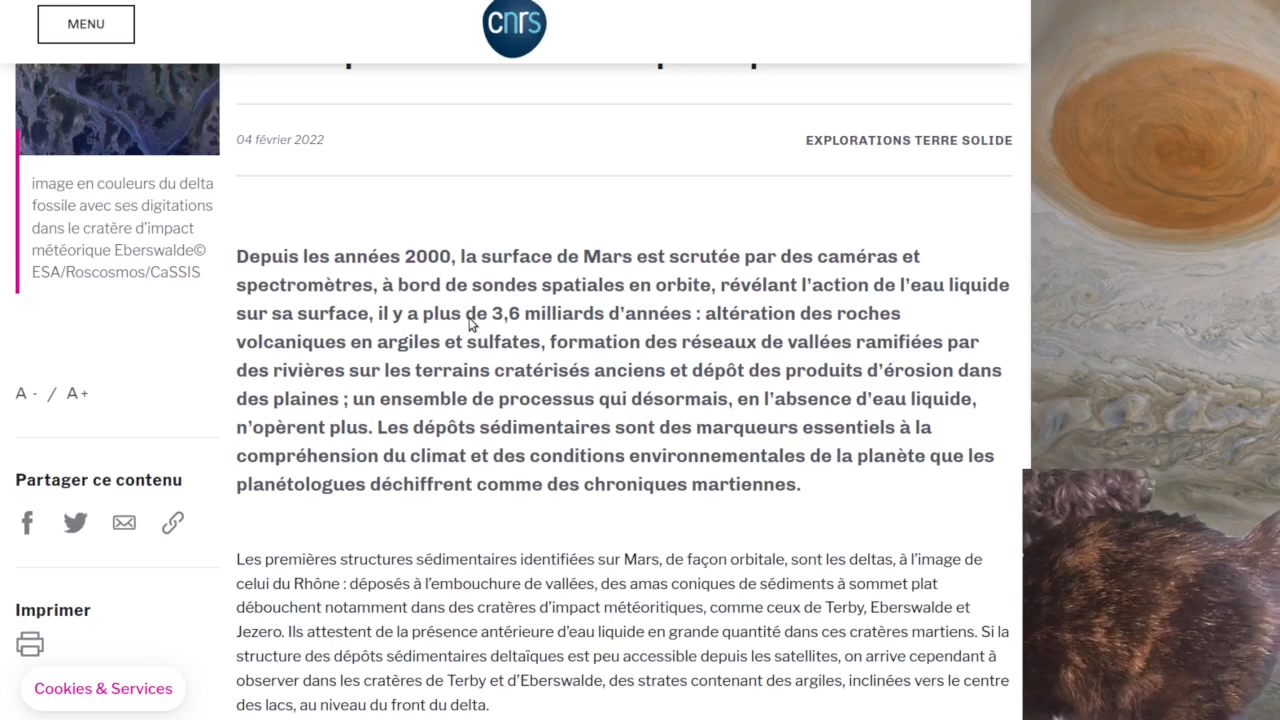 MENU
cnrs
04 février 2022
EXPLORATIONS TERRE SOLIDE
image en couleurs du delta
fossile avec ses digitations
dans le cratère d’impact
météorique Eberswalde©
ESA/Roscosmos/CaSSIS
A - / A+
Partager ce contenu
Imprimer
Cookies & Services
Depuis les années 2000, la surface de Mars est scrutée par des caméras et
spectromètres, à bord de sondes spatiales en orbite, révélant l’action de l’eau liquide
sur sa surface, il y a plus de 3,6 milliards d’années : altération des roches
volcaniques en argiles et sulfates, formation des réseaux de vallées ramifiées par
des rivières sur les terrains cratérisés anciens et dépôt des produits d’érosion dans
des plaines ; un ensemble de processus qui désormais, en l’absence d’eau liquide,
n’opèrent plus. Les dépôts sédimentaires sont des marqueurs essentiels à la
compréhension du climat et des conditions environnementales de la planète que les
planétologues déchiffrent comme des chroniques martiennes.
Les premières structures sédimentaires identifiées sur Mars, de façon orbitale, sont les deltas, à l’image de
celui du Rhône : déposés à l’embouchure de vallées, des amas coniques de sédiments à sommet plat
débouchent notamment dans des cratères d’impact météoritiques, comme ceux de Terby, Eberswalde et
Jezero. Ils attestent de la présence antérieure d’eau liquide en grande quantité dans ces cratères martiens. Si la
structure des dépôts sédimentaires deltaïques est peu accessible depuis les satellites, on arrive cependant à
observer dans les cratères de Terby et d’Eberswalde, des strates contenant des argiles, inclinées vers le centre
des lacs, au niveau du front du delta.